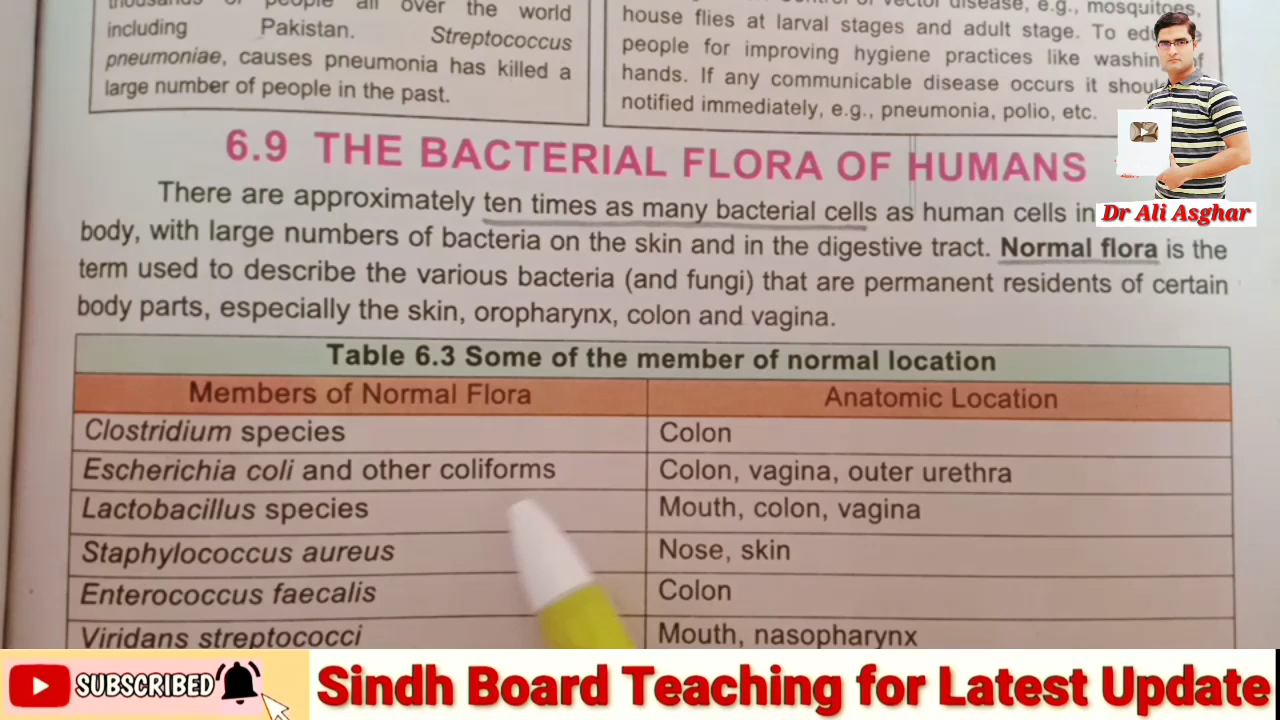 thousands of people all over the world
including Pakistan. Streptococcus
pneumoniae, causes pneumonia has killed a
large number of people in the past.
vector disease, e.g., mosquitoes,
house flies at larval stages and adult stage. To
people for improving hygiene practices like
hands. If any communicable disease occurs it
notified immediately, e.g., pneumonia, polio, etc.
6.9 THE BACTERIAL FLORA OF HUMANS
There are approximately ten times as many bacterial cells as human cells in
body, with large numbers of bacteria on the skin and in the digestive tract. Normal flora is the
term used to describe the various bacteria (and fungi) that are permanent residents of certain
body parts, especially the skin, oropharynx, colon and vagina.
Table 6.3 Some of the member of normal location
Members of Normal Flora Anatomic Location
Clostridium species Colon
Escherichia coli and other coliforms Colon, vagina, outer urethra
Lactobacillus species Mouth, colon, vagina
Staphylococcus aureus Nose, skin
Enterococcus faecalis Colon
Viridans streptococci Mouth, nasopharynx
Dr Ali Asghar
SUBSCRIBED
Sindh Board Teaching for Latest Update